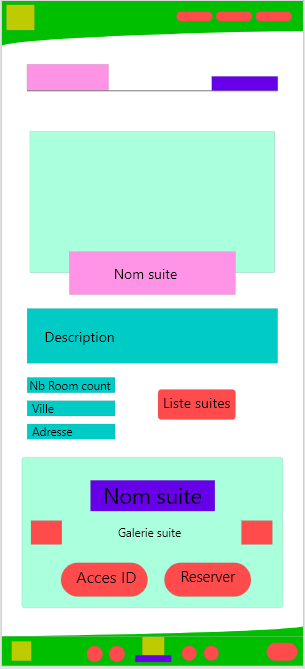 Nom suite
Description
Nb Room count
Ville
Adresse
Liste suites
Nom suite
Galerie suite
Acces ID
Reserver